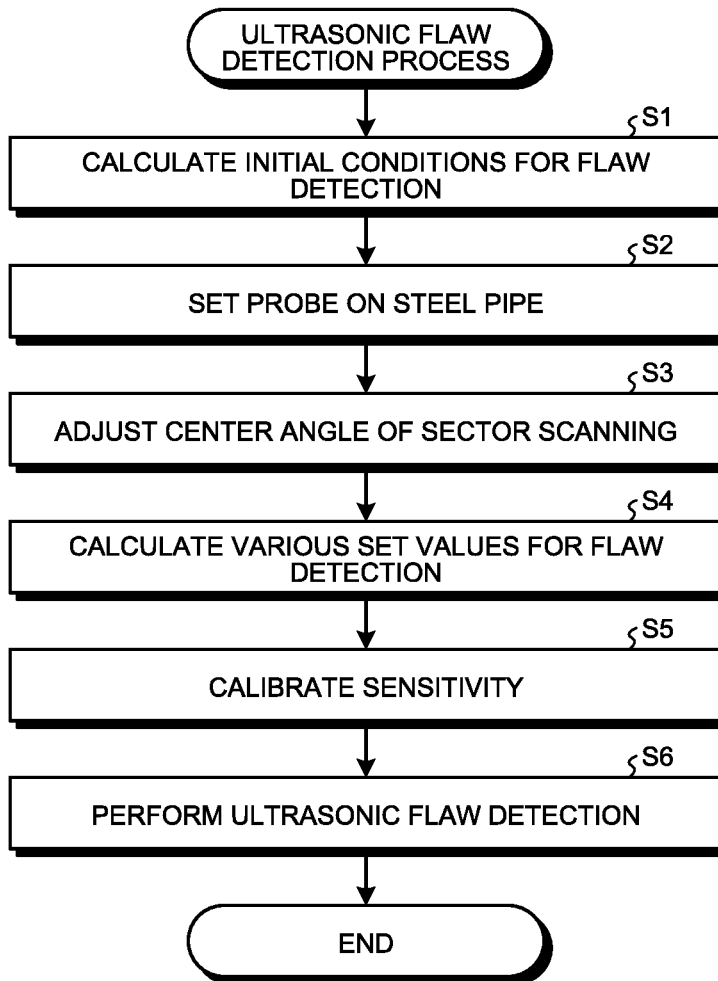 ULTRASONIC FLAW
DETECTION PROCESS
S1
CALCULATE INITIAL CONDITIONS FOR FLAW
DETECTION
S2
SET PROBE ON STEEL PIPE
S3
ADJUST CENTER ANGLE OF SECTOR SCANNING
S4
CALCULATE VARIOUS SET VALUES FOR FLAW
DETECTION
S5
CALIBRATE SENSITIVITY
S6
PERFORM ULTRASONIC FLAW DETECTION
END